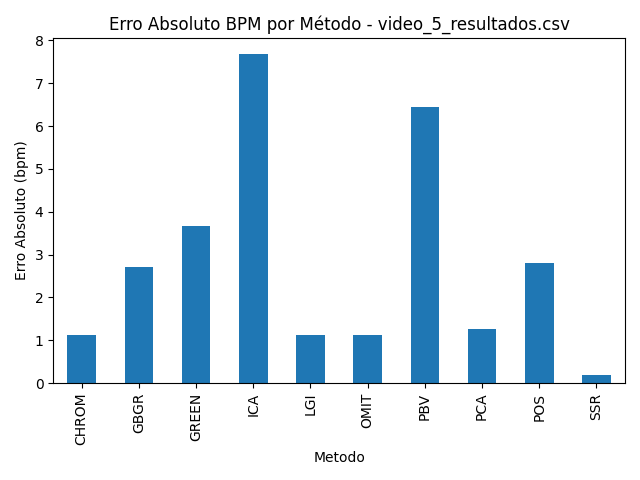 Erro Absoluto BPM por Método - video_5_resultados.csv
8
7
6
5
4
3
2
1
0
Erro Absoluto (bpm)
CHROM
GBGR
GREEN
ICA
LGI
OMIT
PBV
PCA
POS
SSR
Metodo